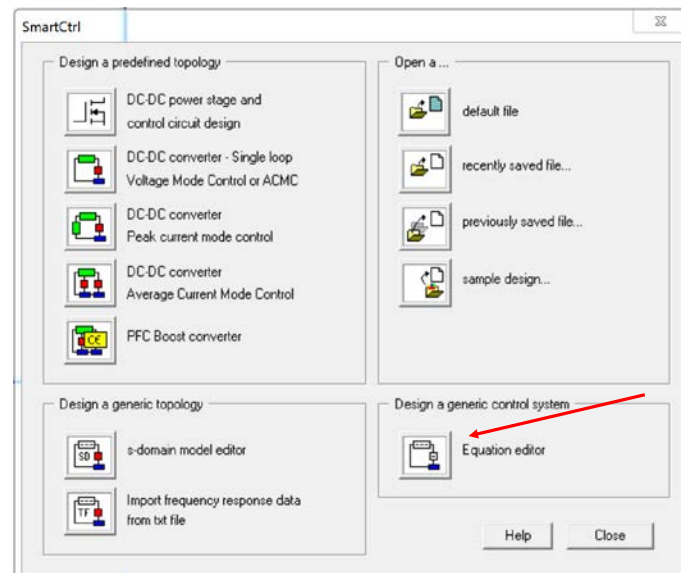 SmartCtrl
Design a predefined topology
DC-DC power stage and
control circuit design
DC-DC converter - Single loop
Voltage Mode Control or ACMC
DC-DC converter
Peak current mode control
DC-DC converter
Average Current Mode Control
CE
PFC Boost converter
Open a ...
default file
recently saved file...
previously saved file...
sample design...
Design a generic topology
SD
s-domain model editor
TF
Import frequency response data
from txt file
Design a generic control system
Equation editor
Help
Close